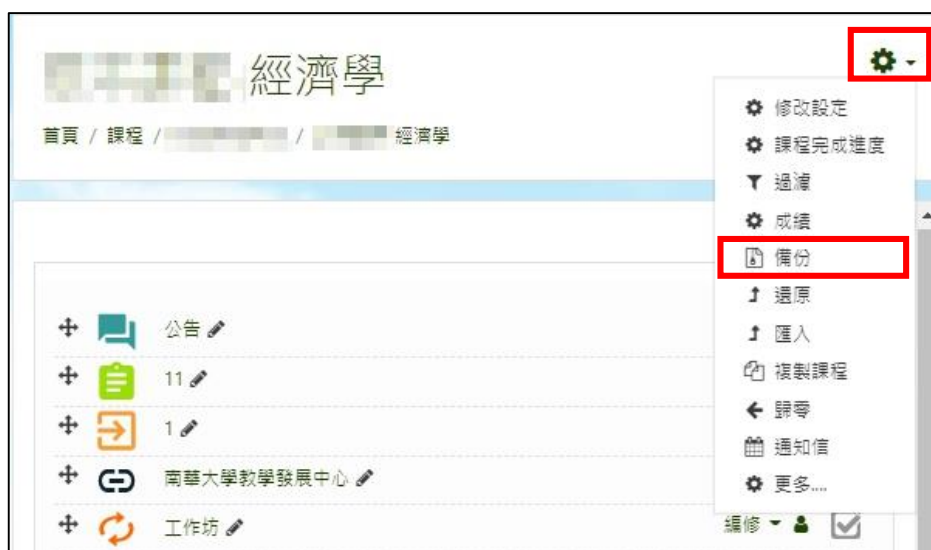 經濟學
首頁 / 課程 / / 經濟學
修改設定
課程完成進度
過濾
成績
備份
還原
匯入
複製課程
歸零
通知信
更多....
公告
11
1
南華大學教學發展中心
工作坊
編修